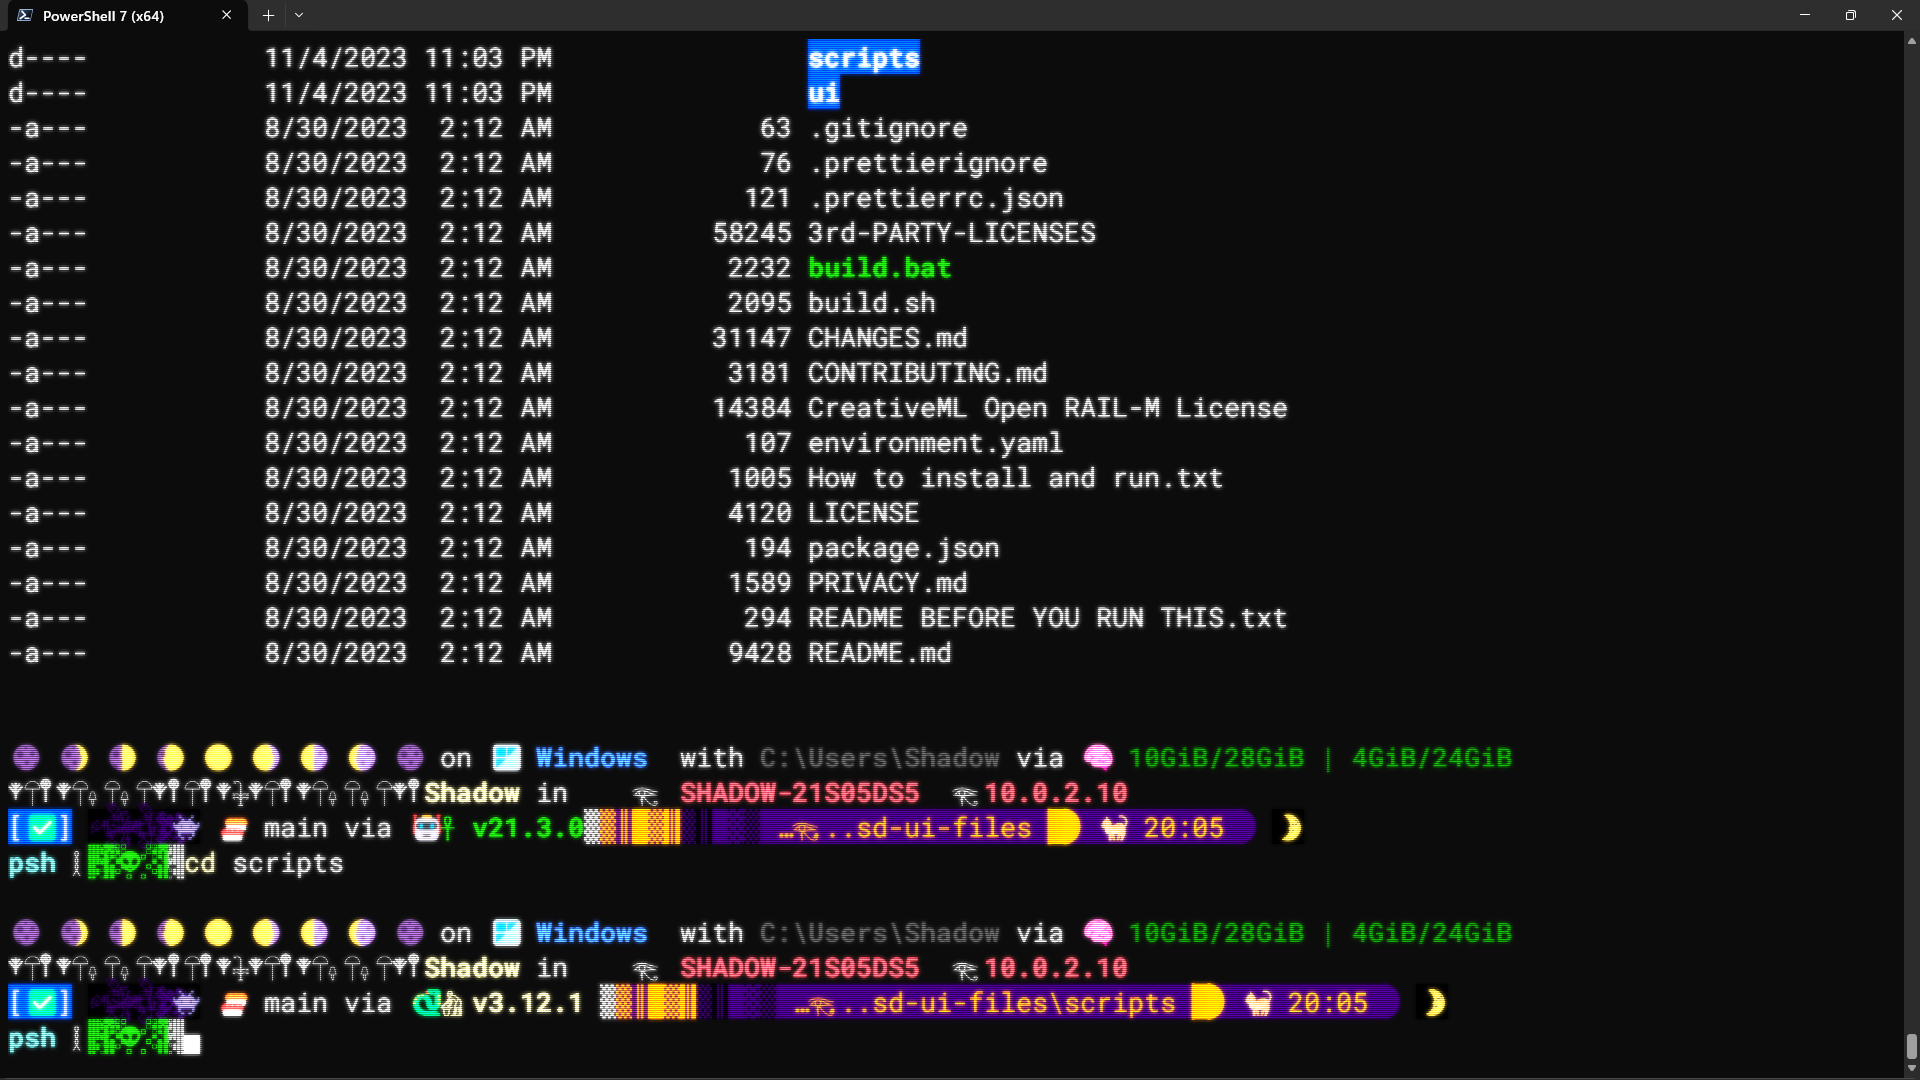 PowerShell 7 (x64)
d---- 11/4/2023 11:03 PM scripts
d---- 11/4/2023 11:03 PM ui
-a--- 8/30/2023 2:12 AM 63 .gitignore
-a--- 8/30/2023 2:12 AM 76 .prettierignore
-a--- 8/30/2023 2:12 AM 121 .prettierrc.json
-a--- 8/30/2023 2:12 AM 58245 3rd-PARTY-LICENSES
-a--- 8/30/2023 2:12 AM 2232 build.bat
-a--- 8/30/2023 2:12 AM 2095 build.sh
-a--- 8/30/2023 2:12 AM 31147 CHANGES.md
-a--- 8/30/2023 2:12 AM 3181 CONTRIBUTING.md
-a--- 8/30/2023 2:12 AM 14384 CreativeML Open RAIL-M License
-a--- 8/30/2023 2:12 AM 107 environment.yaml
-a--- 8/30/2023 2:12 AM 1005 How to install and run.txt
-a--- 8/30/2023 2:12 AM 4120 LICENSE
-a--- 8/30/2023 2:12 AM 194 package.json
-a--- 8/30/2023 2:12 AM 1589 PRIVACY.md
-a--- 8/30/2023 2:12 AM 294 README BEFORE YOU RUN THIS.txt
-a--- 8/30/2023 2:12 AM 9428 README.md
on Windows with C:\Users\Shadow via 10GiB/28GiB | 4GiB/24GiB
Shadow in SHADOW-21S05DS5 10.0.2.10
[✅] main via v21.3.0 ……..sd-ui-files 20:05
psh cd scripts
on Windows with C:\Users\Shadow via 10GiB/28GiB | 4GiB/24GiB
Shadow in SHADOW-21S05DS5 10.0.2.10
[✅] main via v3.12.1 ……..sd-ui-files\scripts 20:05
psh